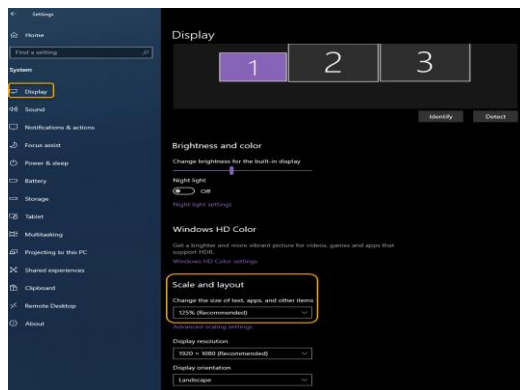 Settings
Home
Find a setting
System
Display
Sound
Notifications & actions
Focus assist
Power & sleep
Battery
Storage
Tablet
Multitasking
Projecting to this PC
Shared experiences
Clipboard
Remote Desktop
About
Display
1 2 3
Identify Detect
Brightness and color
Change brightness for the built-in display
Night light
Off
Night light settings
Windows HD Color
Get a brighter and more vibrant picture for videos, games and apps that
support HDR.
Windows HD Color settings
Scale and layout
Change the size of text, apps, and other items
125% (Recommended)
Advanced scaling settings
Display resolution
1920 × 1080 (Recommended)
Display orientation
Landscape